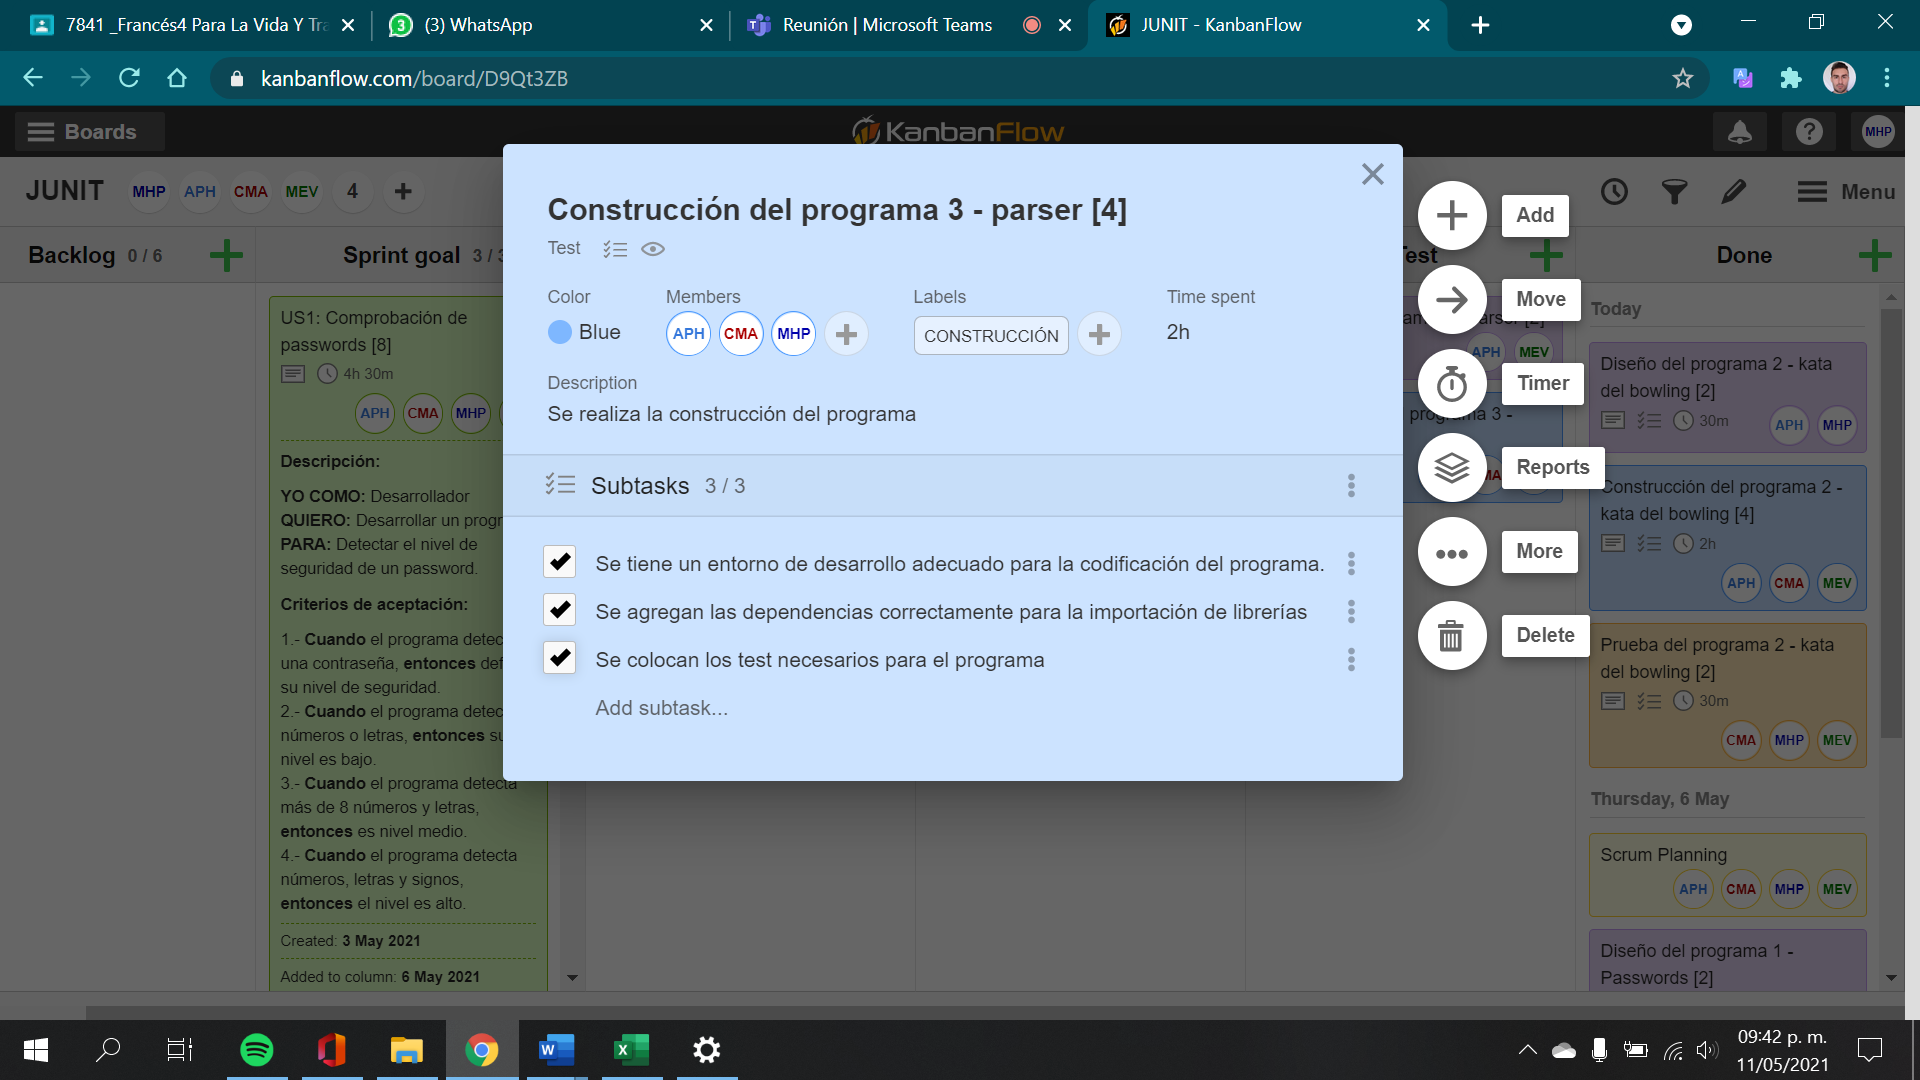 7841 _Francés4 Para La Vida Y Tra
(3) WhatsApp
Reunión | Microsoft Teams
JUNIT - KanbanFlow
kanbanflow.com/board/D9Qt3ZB
Boards
KanbanFlow
MHP
JUNIT
MHP APH CMA MEV 4
Menu
Backlog 0 / 6
Sprint goal 3 / 3
Test
Done
US1: Comprobación de
passwords [8]
4h 30m
APH CMA MHP
Descripción:
YO COMO: Desarrollador
QUIERO: Desarrollar un progr
PARA: Detectar el nivel de
seguridad de un password.
Criterios de aceptación:
1.- Cuando el programa detec
una contraseña, entonces def
su nivel de seguridad.
2.- Cuando el programa detec
números o letras, entonces su
nivel es bajo.
3.- Cuando el programa detecta
más de 8 números y letras,
entonces es nivel medio.
4.- Cuando el programa detecta
números, letras y signos,
entonces el nivel es alto.
Created: 3 May 2021
Added to column: 6 May 2021
Construcción del programa 3 - parser [4]
Test
Color
Blue
Members
APH CMA MHP
Labels
CONSTRUCCIÓN
Time spent
2h
Description
Se realiza la construcción del programa
Subtasks 3 / 3
Se tiene un entorno de desarrollo adecuado para la codificación del programa.
Se agregan las dependencias correctamente para la importación de librerías
Se colocan los test necesarios para el programa
Add subtask...
Add
Move
Timer
Reports
More
Delete
APH MEV
programa 3 -
Today
Diseño del programa 2 - kata
del bowling [2]
30m
APH MHP
Construcción del programa 2 -
kata del bowling [4]
2h
APH CMA MEV
Prueba del programa 2 - kata
del bowling [2]
30m
CMA MHP MEV
Thursday, 6 May
Scrum Planning
APH CMA MHP MEV
Diseño del programa 1 -
Passwords [2]
09:42 p. m.
11/05/2021